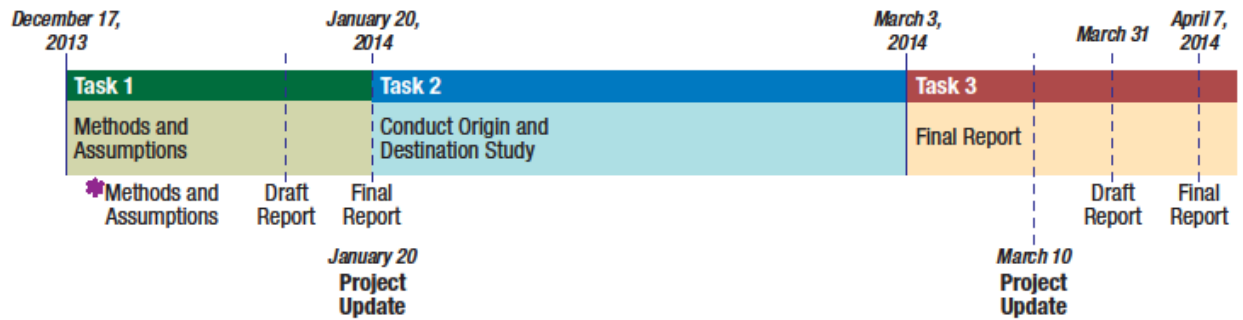 December 17,
2013
January 20,
2014
March 3,
2014
March 31
April 7,
2014
Task 1
Task 2
Task 3
Methods and
Assumptions
Conduct Origin and
Destination Study
Final Report
Methods and
Assumptions
Draft
Report
Final
Report
Draft
Report
Final
Report
January 20
Project
Update
March 10
Project
Update